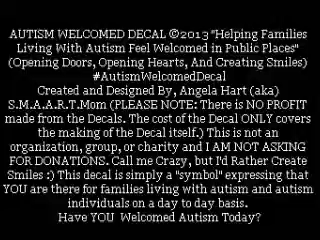 AUTISM WELCOMED DECAL ©2013 "Helping Families
Living With Autism Feel Welcomed in Public Places"
(Opening Doors, Opening Hearts, And Creating Smiles)
#AutismWelcomedDecal
Created and Designed By, Angela Hart (aka)
S.M.A.A.R.T.Mom (PLEASE NOTE: There is NO PROFIT
made from the Decals. The cost of the Decal ONLY covers
the making of the Decal itself.) This is not an
organization, group, or charity and I AM NOT ASKING
FOR DONATIONS. Call me Crazy, but I'd Rather Create
Smiles :) This decal is simply a "symbol" expressing that
YOU are there for families living with autism and autism
individuals on a day to day basis.
Have YOU Welcomed Autism Today?